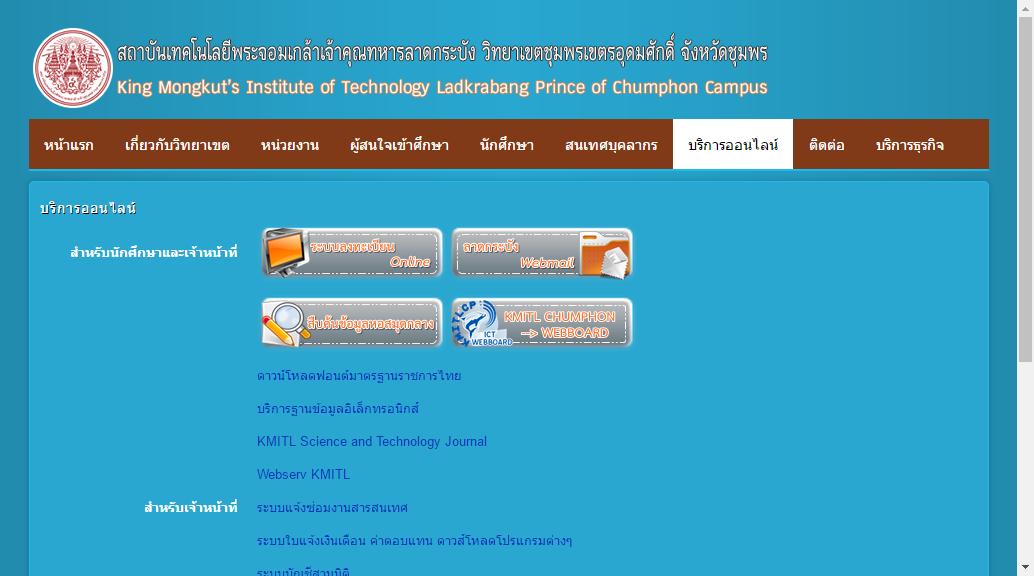 สถาบันเทคโนโลยีพระจอมเกล้าเจ้าคุณทหารลาดกระบัง วิทยาเขตชุมพรเขตรอุดมศักดิ์ จังหวัดชุมพร
King Mongkut's Institute of Technology Ladkrabang Prince of Chumphon Campus
หน้าแรก เกี่ยวกับวิทยาเขต หน่วยงาน ผู้สนใจเข้าศึกษา นักศึกษา สนเทศบุคลากร บริการออนไลน์ ติดต่อ บริการธุรกิจ
บริการออนไลน์
สำหรับนักศึกษาและเจ้าหน้าที่
ระบบลงทะเบียน
Online
ลาดกระบัง
Webmail
สืบค้นข้อมูลหอสมุดกลาง
ICT
WEBBOARD
KMITL CHUMPHON
--> WEBBOARD
ดาวน์โหลดฟอนต์มาตรฐานราชการไทย
บริการฐานข้อมูลอิเล็กทรอนิกส์
KMITL Science and Technology Journal
Webserv KMITL
สำหรับเจ้าหน้าที่
ระบบแจ้งซ่อมงานสารสนเทศ
ระบบใบแจ้งเงินเดือน ค่าตอบแทน ดาวส์โหลดโปรแกรมต่างๆ
ระบบบัญชีสามมิติ